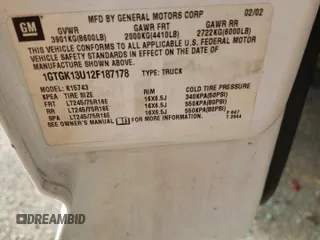 GM
MFD BY GENERAL MOTORS CORP 02/02
GVWR GAWR FRT GAWR RR
3901KG(8600LB) 2000KG(4410LB) 2722KG(6000LB)
THIS VEHICLE CONFORMS TO ALL APPLICABLE U.S. FEDERAL MOTOR
VEHICLE SAFETY STANDARDS IN EFFECT ON THE DATE OF
MANUFACTURE SHOWN ABOVE.
1GTGK13U12F187178 TYPE: TRUCK
MODEL: K15743
KPEA TIRE SIZE RIM COLD TIRE PRESSURE
FRT LT245/75R16E 16X6.5J 340KPA(50PSI)
RR LT245/75R16E 16X6.5J 550KPA(80PSI)
SPA LT245/75R16E 16X6.5J 550KPA(80PSI)
SEE OWNER'S MANUAL FOR ADDITIONAL INFORMATION
DREAMBID